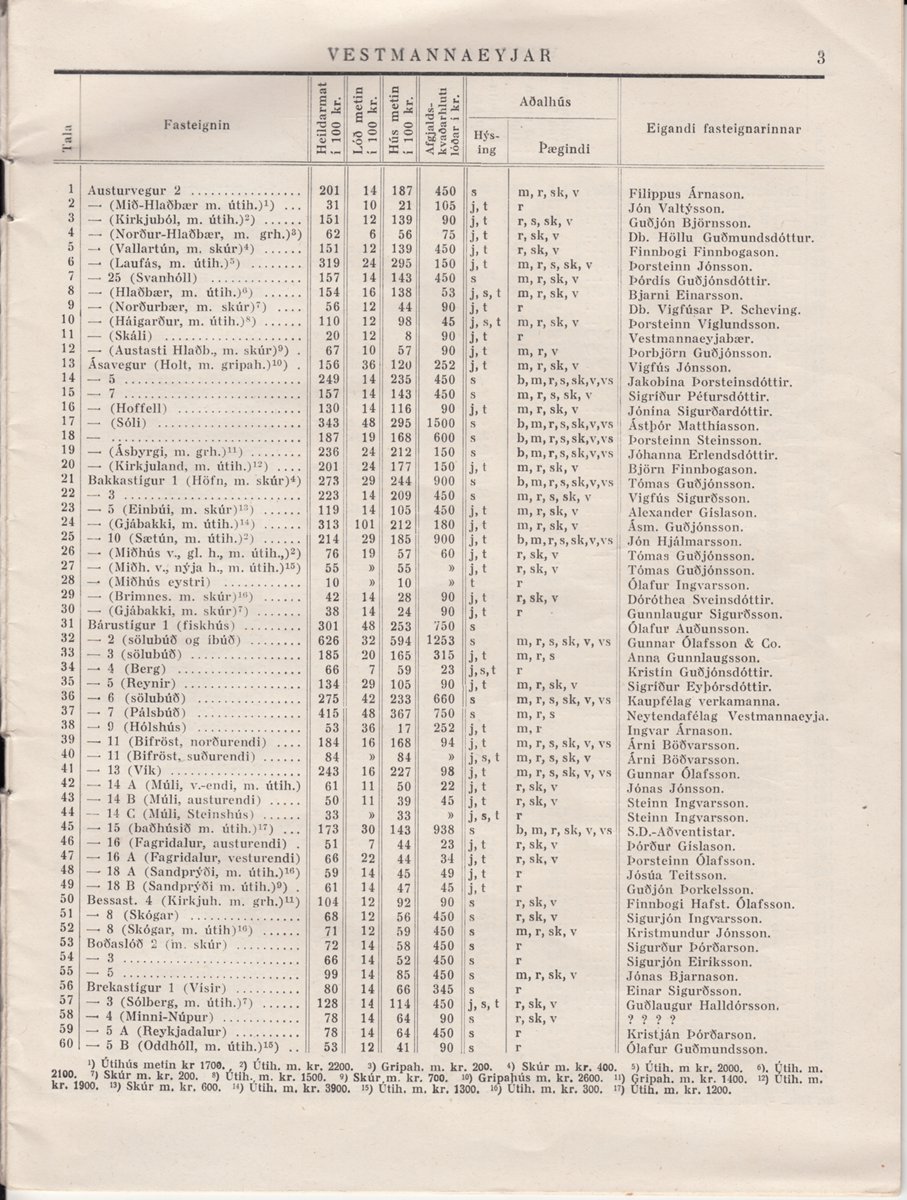 VESTMANNAEYJAR 3
Tala Fasteignin Heildarmat í 100 kr. Lóð metin í 100 kr. Hús metin í 100 kr. Afgjaldskvaðarhluti lóðar í kr. Aðalhús Hýsing Þægindi Eigandi fasteignarinnar
1 Austurvegur 2 ................ 201 14 187 450 s m, r, sk, v Filippus Árnason.
2 — (Mið-Hlaðbær m. útih.)¹) ... 31 10 21 105 j, t r Jón Valtýsson.
3 — (Kirkjuból, m. útih.)²) ...... 151 12 139 90 j, t r, s, sk, v Guðjón Björnsson.
4 — (Norður-Hlaðbær, m. grh.)³) 62 6 56 75 j, t r, sk, v Db. Höllu Guðmundsdóttur.
5 — (Vallartún, m. skúr)⁴) ...... 151 12 139 450 j, t r, sk, v Finnbogi Finnbogason.
6 — (Laufás, m. útih.)⁵) ........ 319 24 295 150 j, t m, r, s, sk, v Þorsteinn Jónsson.
7 — 25 (Svanhóll) ............... 157 14 143 450 s m, r, sk, v Þórdís Guðjónsdóttir.
8 — (Hlaðbær, m. útih.)⁶) ...... 154 16 138 53 j, s, t m, r, sk, v Bjarni Einarsson.
9 — (Norðurbær, m. skúr)⁷) .... 56 12 44 90 j, t r Db. Vigfúsar P. Scheving.
10 — (Háigarður, m. útih.)⁸) ...... 110 12 98 45 j, s, t m, r, sk, v Þorsteinn Víglundsson.
11 — (Skáli) ..................... 20 12 8 90 j, t r Vestmannaeyjabær.
12 — (Austasti Hlaðb., m. skúr)⁹) . 67 10 57 90 j, t m, r, v Þorbjörn Guðjónsson.
13 Ásavegur (Holt, m. gripah.)¹⁰) . 156 36 120 252 j, t m, r, sk, v Vigfús Jónsson.
14 — 5 ......................... 249 14 235 450 s b, m, r, s, sk, v, vs Jakobína Þorsteinsdóttir.
15 — 7 ......................... 157 14 143 450 s m, r, s, sk, v Sigríður Pétursdóttir.
16 — (Hoffell) .................. 130 14 116 90 j, t m, r, sk, v Jónína Sigurðardóttir.
17 — (Sóli) ..................... 343 48 295 1500 s b, m, r, s, sk, v, vs Ástþór Matthíasson.
18 — ........................... 187 19 168 600 s b, m, r, s, sk, v, vs Þorsteinn Steinsson.
19 — (Ásbyrgi, m. grh.)¹¹) ....... 236 24 212 150 s b, m, r, s, sk, v, vs Jóhanna Erlendsdóttir.
20 — (Kirkjuland, m. útih.)¹²) .... 201 24 177 150 j, t m, r, sk, v Björn Finnbogason.
21 Bakkastígur 1 (Höfn, m. skúr)⁴) 273 29 244 900 s b, m, r, s, sk, v, vs Tómas Guðjónsson.
22 — 3 ......................... 223 14 209 450 s m, r, s, sk, v Vigfús Sigurðsson.
23 — 5 (Einbúi, m. skúr)¹³) ...... 119 14 105 450 j, t m, r, sk, v Alexander Gíslason.
24 — (Gjábakki, m. útih.)¹⁴) ...... 313 101 212 180 j, t m, r, sk, v Ásm. Guðjónsson.
25 — 10 (Sætún, m. útih.)²) ...... 214 29 185 900 j, t b, m, r, s, sk, v, vs Jón Hjálmarsson.
26 — (Miðhús v., gl. h., m. útih.,)²) 76 19 57 60 j, t r, sk, v Tómas Guðjónsson.
27 — (Miðh. v., nýja h., m. útih.)¹⁵) 55 » 55 » j, t r, sk, v Tómas Guðjónsson.
28 — (Miðhús eystri) ........... 10 » 10 » t r Ólafur Ingvarsson.
29 — (Brimnes. m. skúr)¹⁶) ...... 42 14 28 90 j, t r, sk, v Dóróthea Sveinsdóttir.
30 — (Gjábakki, m. skúr)⁷) ...... 38 14 24 90 j, t r Gunnlaugur Sigurðsson.
31 Bárustígur 1 (fiskhús) ......... 301 48 253 750 s Ólafur Auðunsson.
32 — 2 (sölubúð og íbúð) ........ 626 32 594 1253 s m, r, s, sk, v, vs Gunnar Ólafsson & Co.
33 — 3 (sölubúð) ................ 185 20 165 315 j, t m, r, s Anna Gunnlaugsson.
34 — 4 (Berg) ................... 66 7 59 23 j,s,t r Kristín Guðjónsdóttir.
35 — 5 (Reynir) ................. 134 29 105 90 j, t m, r, sk, v Sigríður Eyþórsdóttir.
36 — 6 (sölubúð) ................ 275 42 233 660 s m, r, s, sk, v, vs Kaupfélag verkamanna.
37 — 7 (Pálsbúð) ................ 415 48 367 750 s m, r, s Neytendafélag Vestmannaeyja.
38 — 9 (Hólshús) ................ 53 36 17 252 j, t m, r Ingvar Árnason.
39 — 11 (Bifröst, norðurendi) .... 184 16 168 94 j, t m, r, s, sk, v, vs Árni Böðvarsson.
40 — 11 (Bifröst, suðurendi) ...... 84 » 84 » j, s, t m, r, s, sk, v Árni Böðvarsson.
41 — 13 (Vík) ................... 243 16 227 98 j, t m, r, s, sk, v, vs Gunnar Ólafsson.
42 — 14 A (Múli, v.-endi, m. útih.) 61 11 50 22 j, t r, sk, v Jónas Jónsson.
43 — 14 B (Múli, austurendi) ..... 50 11 39 45 j, t r, sk, v Steinn Ingvarsson.
44 — 14 C (Múli, Steinshús) ...... 33 » 33 » j, s, t r Steinn Ingvarsson.
45 — 15 (baðhúsið m. útih.)¹⁷) ... 173 30 143 938 s b, m, r, sk, v, vs S.D.-Aðventistar.
46 — 16 (Fagridalur, austurendi) . 51 7 44 23 j, t r, sk, v Þórður Gíslason.
47 — 16 A (Fagridalur, vesturendi) 66 22 44 34 j, t r, sk, v Þorsteinn Ólafsson.
48 — 18 A (Sandprýði, m. útih.)¹⁶) 59 14 45 49 j, t r Jósúa Teitsson.
49 — 18 B (Sandprýði m. útih.)⁹) . 61 14 47 45 j, t r Guðjón Þorkelsson.
50 Bessast. 4 (Kirkjuh. m. grh.)¹¹) 104 12 92 90 s r, sk, v Finnbogi Hafst. Ólafsson.
51 — 8 (Skógar) ................ 68 12 56 450 s r, sk, v Sigurjón Ingvarsson.
52 — 8 (Skógar, m. útih)¹⁶) ...... 71 12 59 450 s m, r, sk, v Kristmundur Jónsson.
53 Boðaslóð 2 (m. skúr) .......... 72 14 58 450 s r Sigurður Þórðarson.
54 — 3 ......................... 66 14 52 450 s r Sigurjón Eiríksson.
55 — 5 ......................... 99 14 85 450 s m, r, sk, v Jónas Bjarnason.
56 Brekastígur 1 (Vísir) .......... 80 14 66 345 s r Einar Sigurðsson.
57 — 3 (Sólberg, m. útih.)⁷) ...... 128 14 114 450 j, s, t r, sk, v Guðlaugur Halldórsson.
58 — 4 (Minni-Núpur) ........... 78 14 64 90 s r, sk, v ? ? ? ?
59 — 5 A (Reykjadalur) .......... 78 14 64 450 s r Kristján Þórðarson.
60 — 5 B (Oddhóll, m. útih.)¹⁵) .. 53 12 41 90 s r Ólafur Guðmundsson.
¹) Útihús metin kr 1700. ²) Útih. m. kr. 2200. ³) Gripah. m. kr. 200. ⁴) Skúr m. kr. 400. ⁵) Útih. m kr. 2000. ⁶). Útih. m.
2100. ⁷) Skúr m. kr. 200. ⁸) Útih. m. kr. 1500. ⁹) Skúr m. kr. 700. ¹⁰) Gripahús m. kr. 2600. ¹¹) Gripah. m. kr. 1400. ¹²) Útih. m.
kr. 1900. ¹³) Skúr m. kr. 600. ¹⁴) Útih. m. kr. 3900. ¹⁵) Útih. m. kr. 1300. ¹⁶) Útih. m. kr. 300. ¹⁷) Útih. m. kr. 1200.